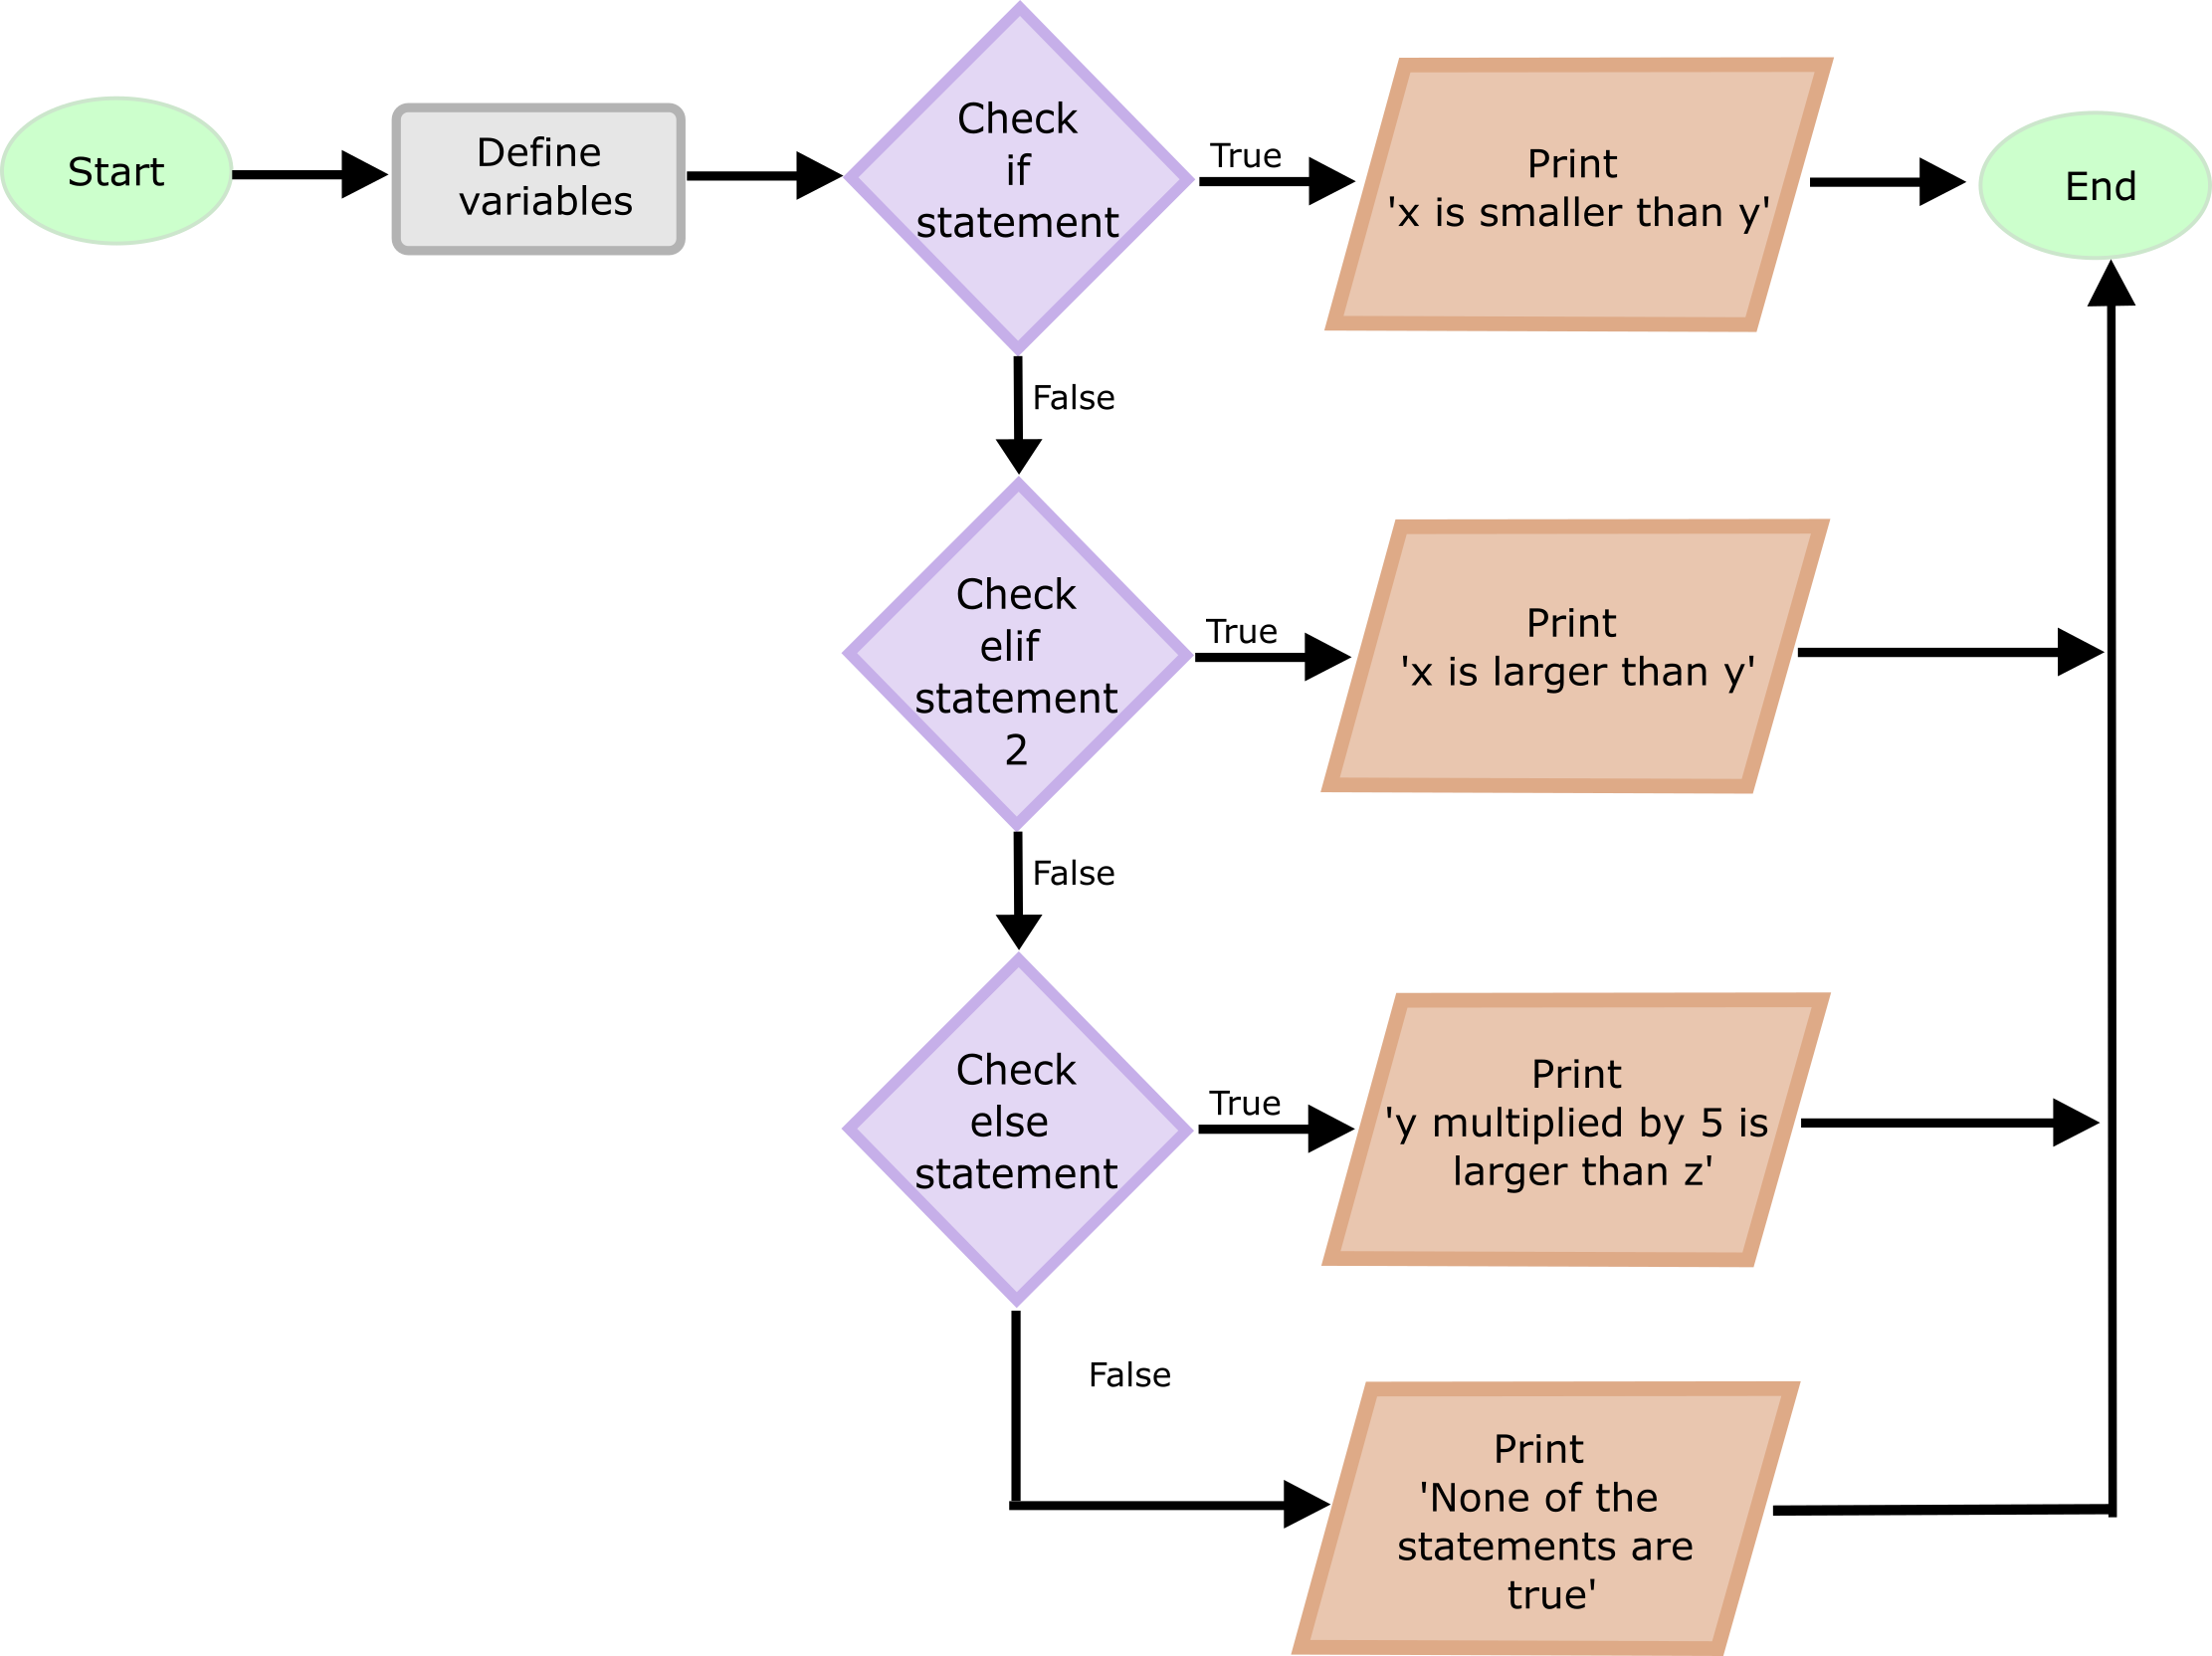 Start
Define
variables
Check
if
statement
True
Print
'x is smaller than y'
End
False
Check
elif
statement
2
True
Print
'x is larger than y'
False
Check
else
statement
True
Print
'y multiplied by 5 is
larger than z'
False
Print
'None of the
statements are
true'